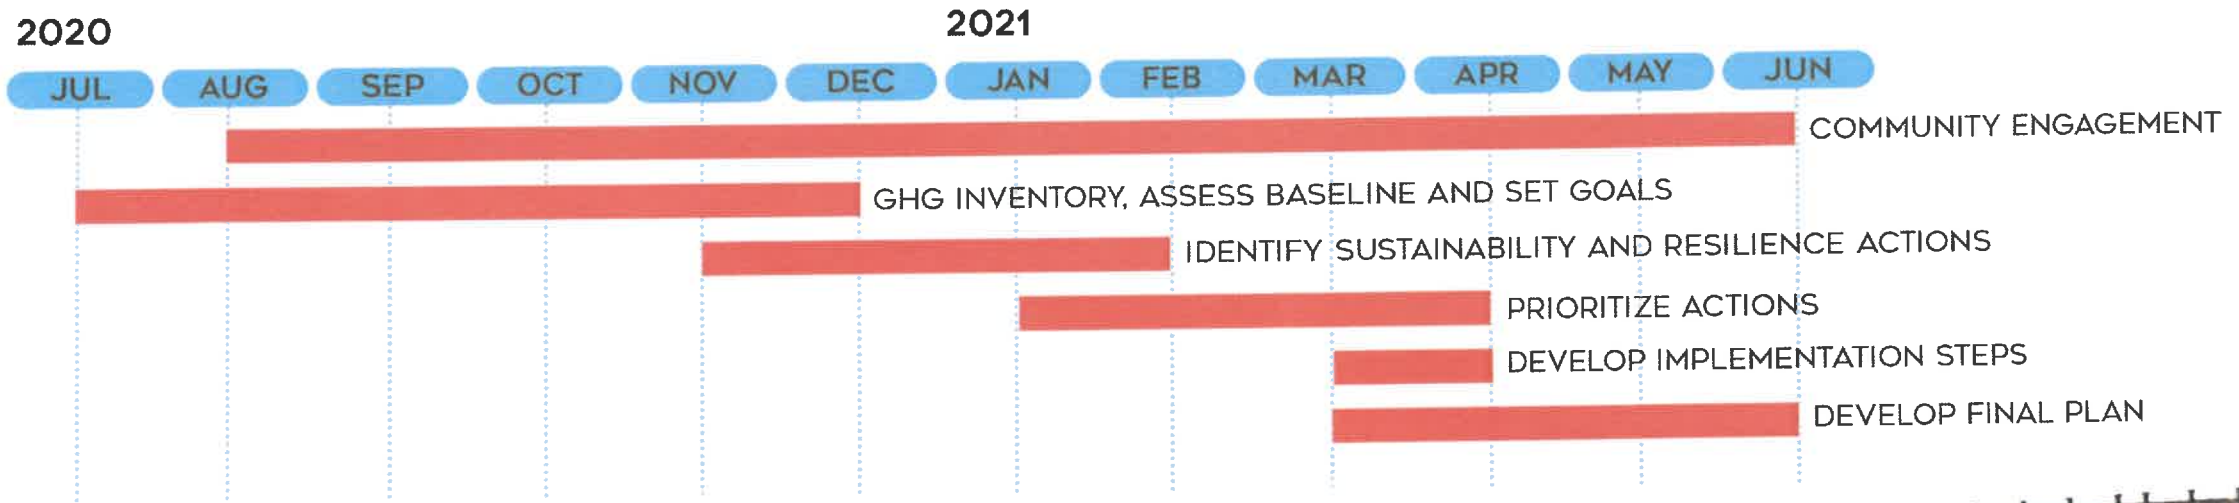 2020 2021
JUL AUG SEP OCT NOV DEC JAN FEB MAR APR MAY JUN
COMMUNITY ENGAGEMENT
GHG INVENTORY, ASSESS BASELINE AND SET GOALS
IDENTIFY SUSTAINABILITY AND RESILIENCE ACTIONS
PRIORITIZE ACTIONS
DEVELOP IMPLEMENTATION STEPS
DEVELOP FINAL PLAN